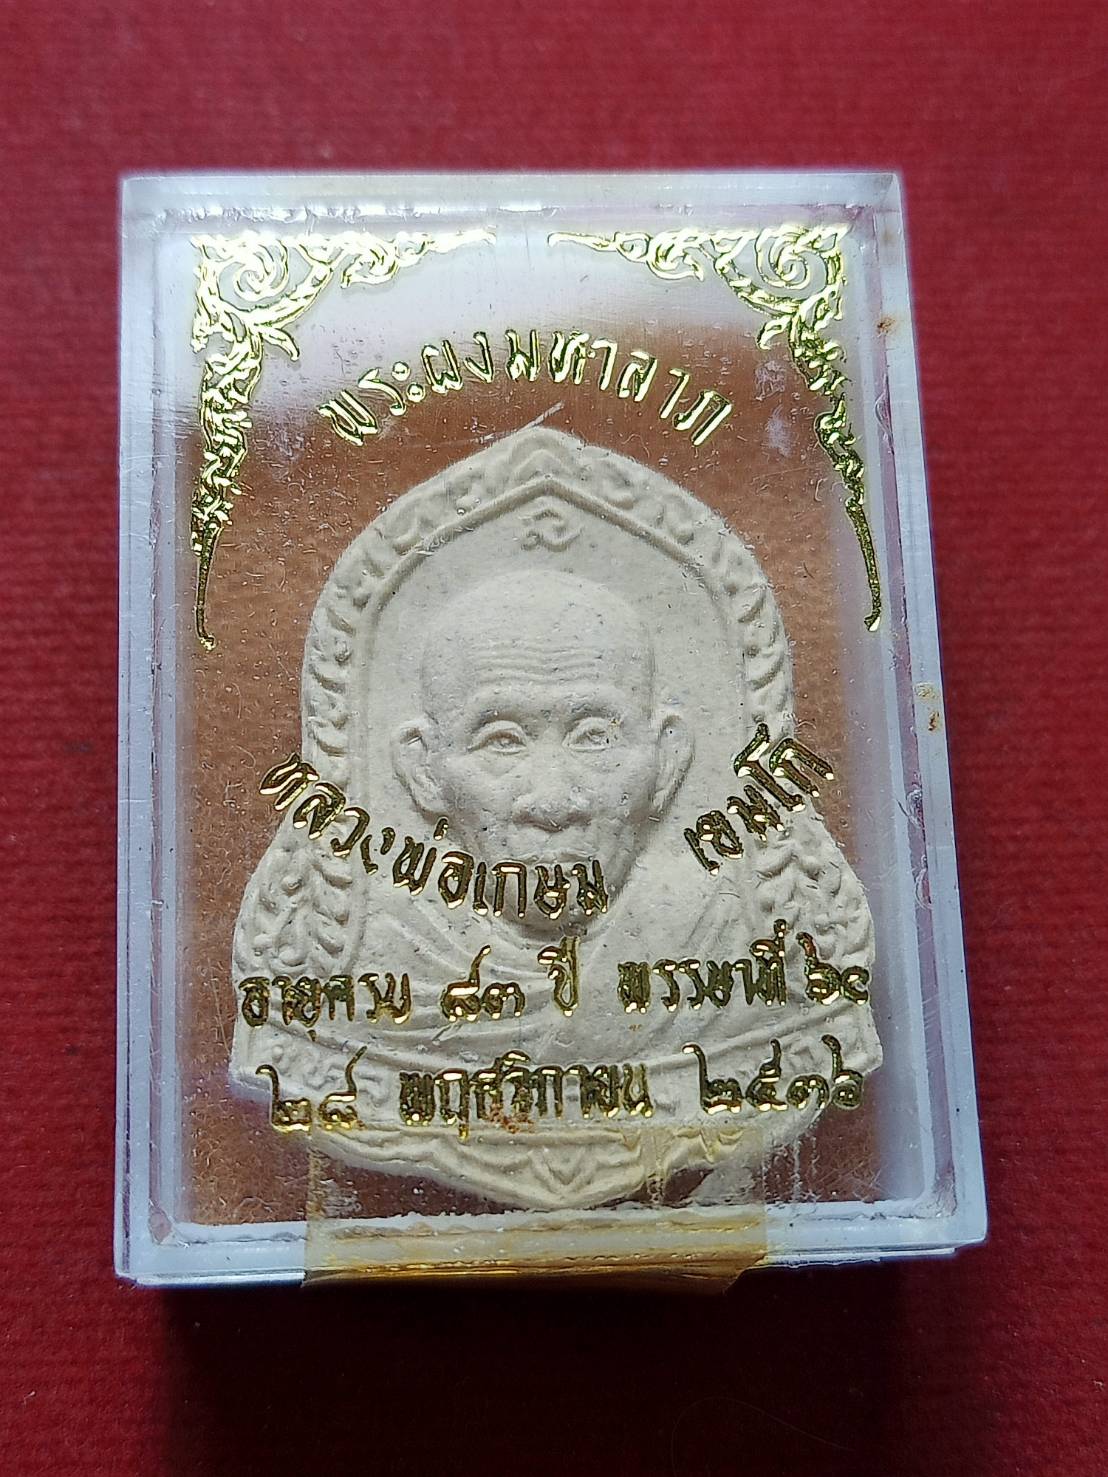 พระผงมหาลาภ
หลวงพ่อเกษม เขมโก
อายุครบ ๘๓ ปี พรรษาที่ ๖๑
๒๘ พฤศจิกายน ๒๕๓๖